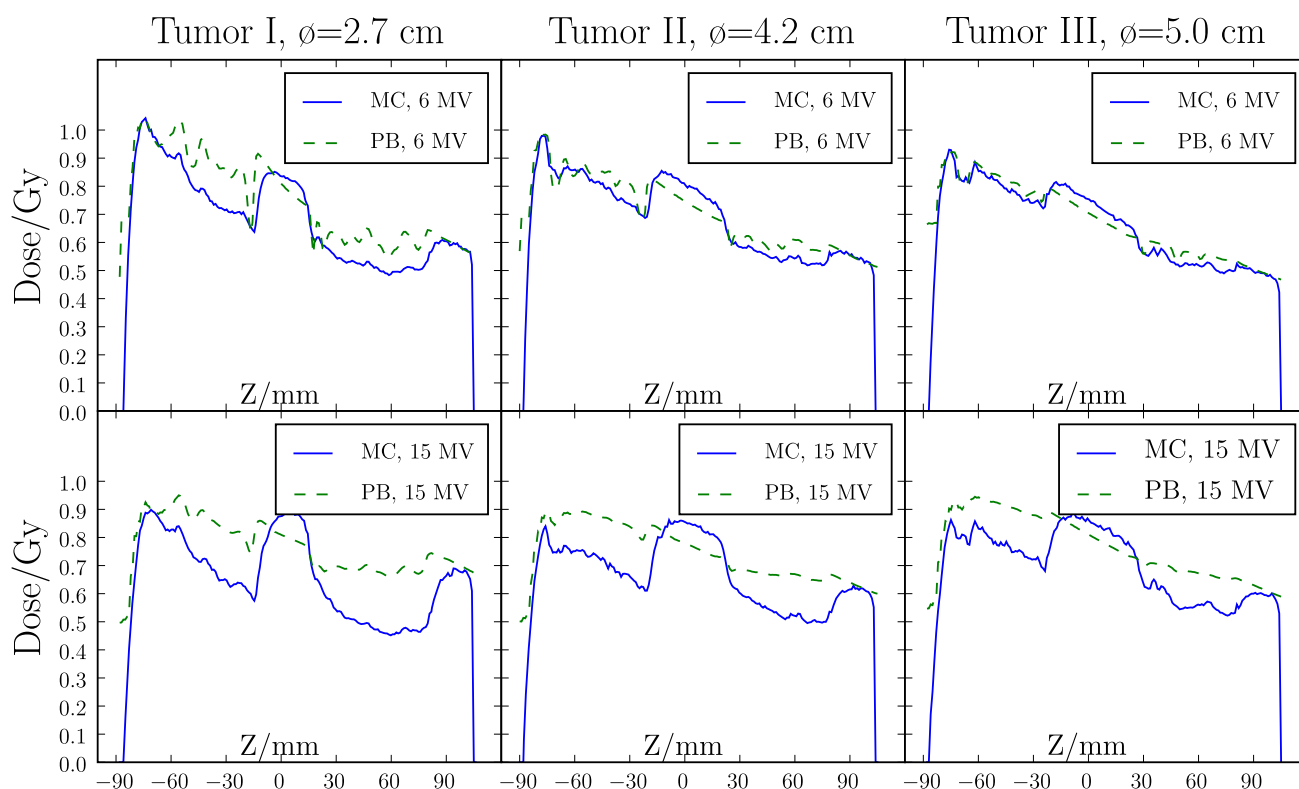 Tumor I, ø=2.7 cm
Tumor II, ø=4.2 cm
Tumor III, ø=5.0 cm
Dose/Gy
1.0
0.9
0.8
0.7
0.6
0.5
0.4
0.3
0.2
0.1
0.0
MC, 6 MV
PB, 6 MV
Z/mm
MC, 6 MV
PB, 6 MV
Z/mm
MC, 6 MV
PB, 6 MV
Z/mm
Dose/Gy
1.0
0.9
0.8
0.7
0.6
0.5
0.4
0.3
0.2
0.1
0.0
MC, 15 MV
PB, 15 MV
Z/mm
MC, 15 MV
PB, 15 MV
Z/mm
MC, 15 MV
PB, 15 MV
Z/mm
−90 −60 −30 0 30 60 90
−90 −60 −30 0 30 60 90
−90 −60 −30 0 30 60 90